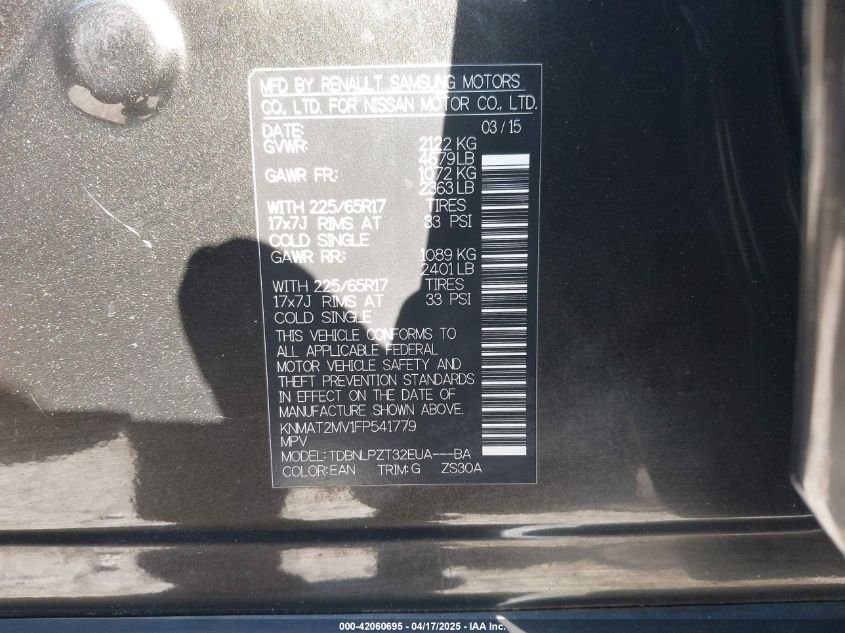 MFD BY RENAULT SAMSUNG MOTORS
CO., LTD. FOR NISSAN MOTOR CO., LTD.
DATE: 03/15
GVWR: 2122 KG
4679 LB
GAWR FR: 1072 KG
2363 LB
WITH 225/65R17 TIRES
17x7J RIMS AT 33 PSI
COLD SINGLE
GAWR RR: 1089 KG
2401 LB
WITH 225/65R17 TIRES
17x7J RIMS AT 33 PSI
COLD SINGLE
THIS VEHICLE CONFORMS TO
ALL APPLICABLE FEDERAL
MOTOR VEHICLE SAFETY AND
THEFT PREVENTION STANDARDS
IN EFFECT ON THE DATE OF
MANUFACTURE SHOWN ABOVE.
KNMAT2MV1FP541779
MPV
MODEL: TDBNLPZT32EUA---BA
COLOR: EAN TRIM: G ZS30A
000-42060695 - 04/17/2025 - IAA Inc.